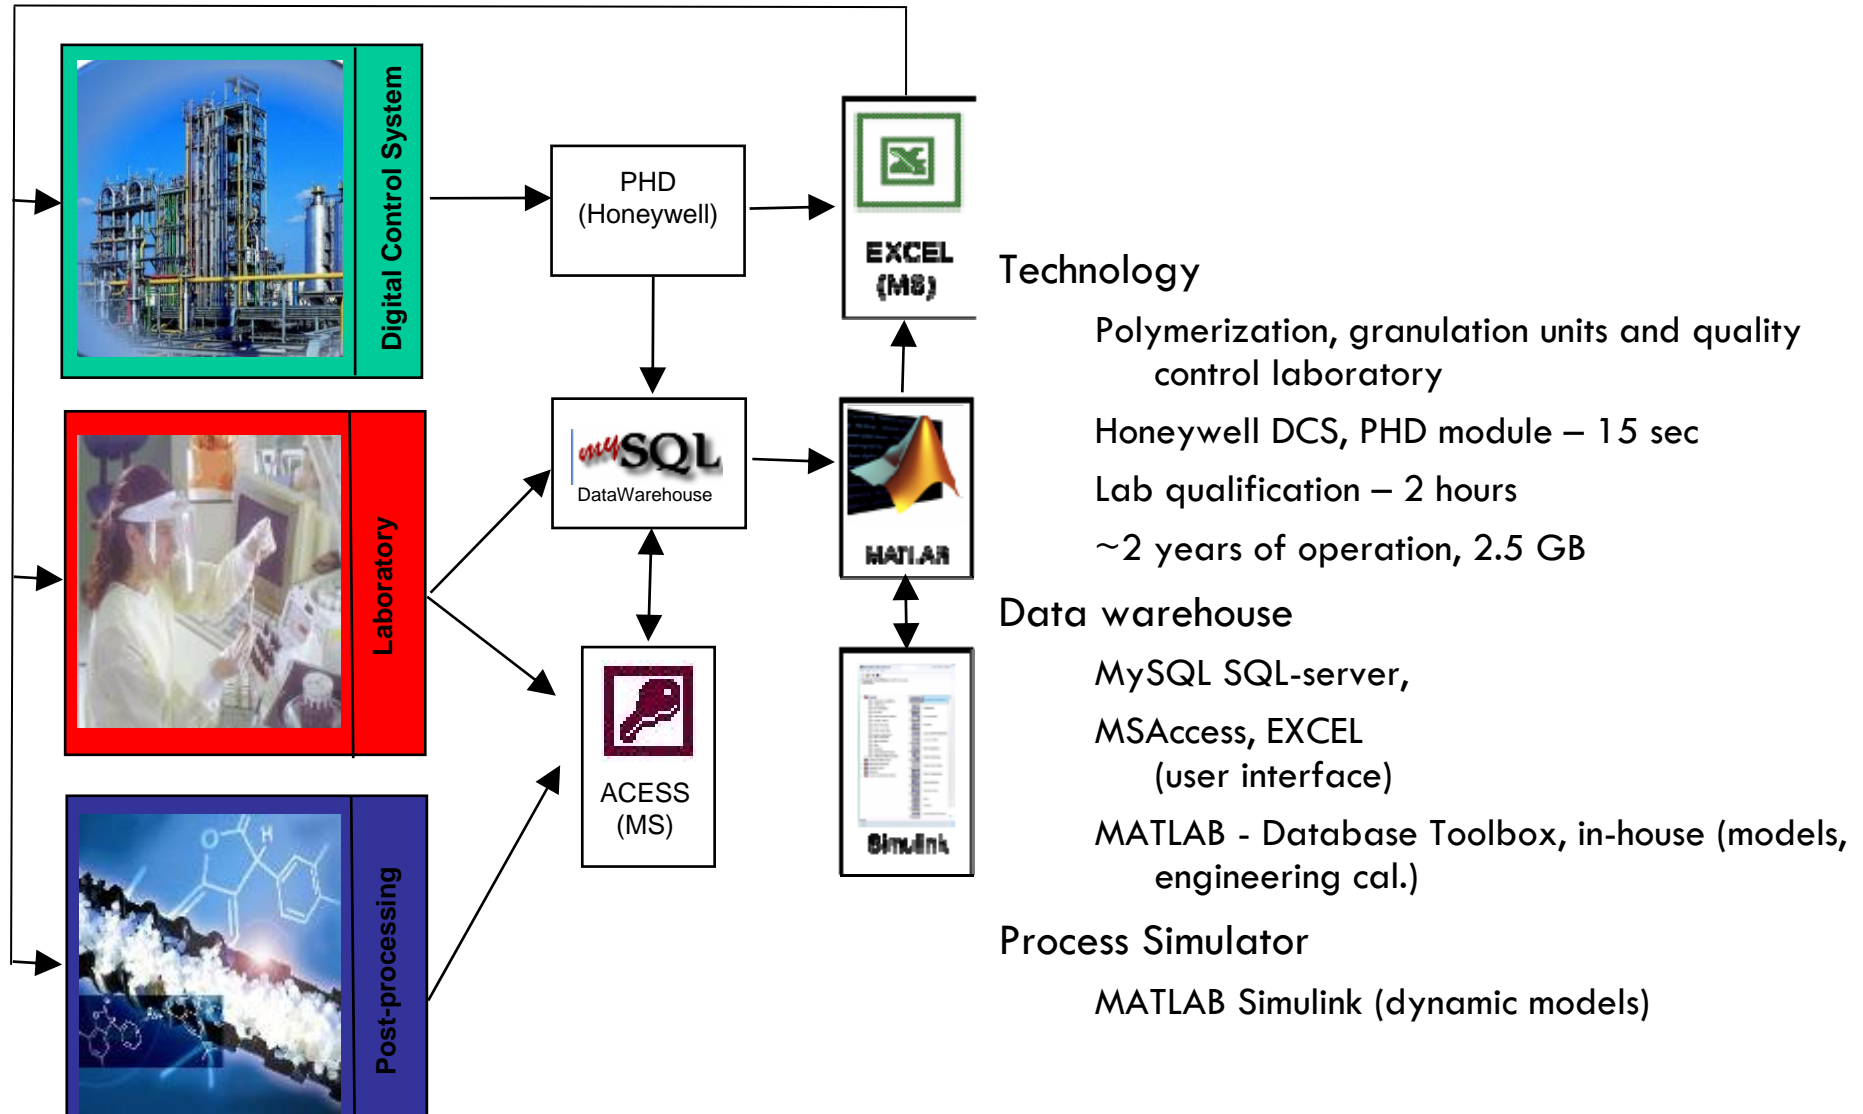 Digital Control System
PHD
(Honeywell)
EXCEL
(MS)
Laboratory
mySQL
DataWarehouse
MATLAB
Post-processing
ACESS
(MS)
Simulink
H
Technology
Polymerization, granulation units and quality
control laboratory
Honeywell DCS, PHD module – 15 sec
Lab qualification – 2 hours
~2 years of operation, 2.5 GB
Data warehouse
MySQL SQL-server,
MSAccess, EXCEL
(user interface)
MATLAB - Database Toolbox, in-house (models,
engineering cal.)
Process Simulator
MATLAB Simulink (dynamic models)